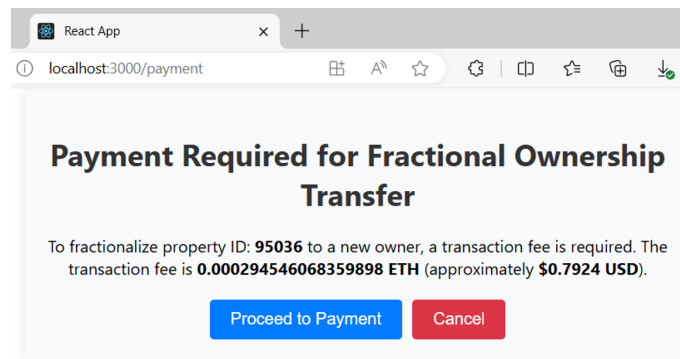 React App
localhost:3000/payment
Payment Required for Fractional Ownership
Transfer
To fractionalize property ID: 95036 to a new owner, a transaction fee is required. The
transaction fee is 0.000294546068359898 ETH (approximately $0.7924 USD).
Proceed to Payment Cancel